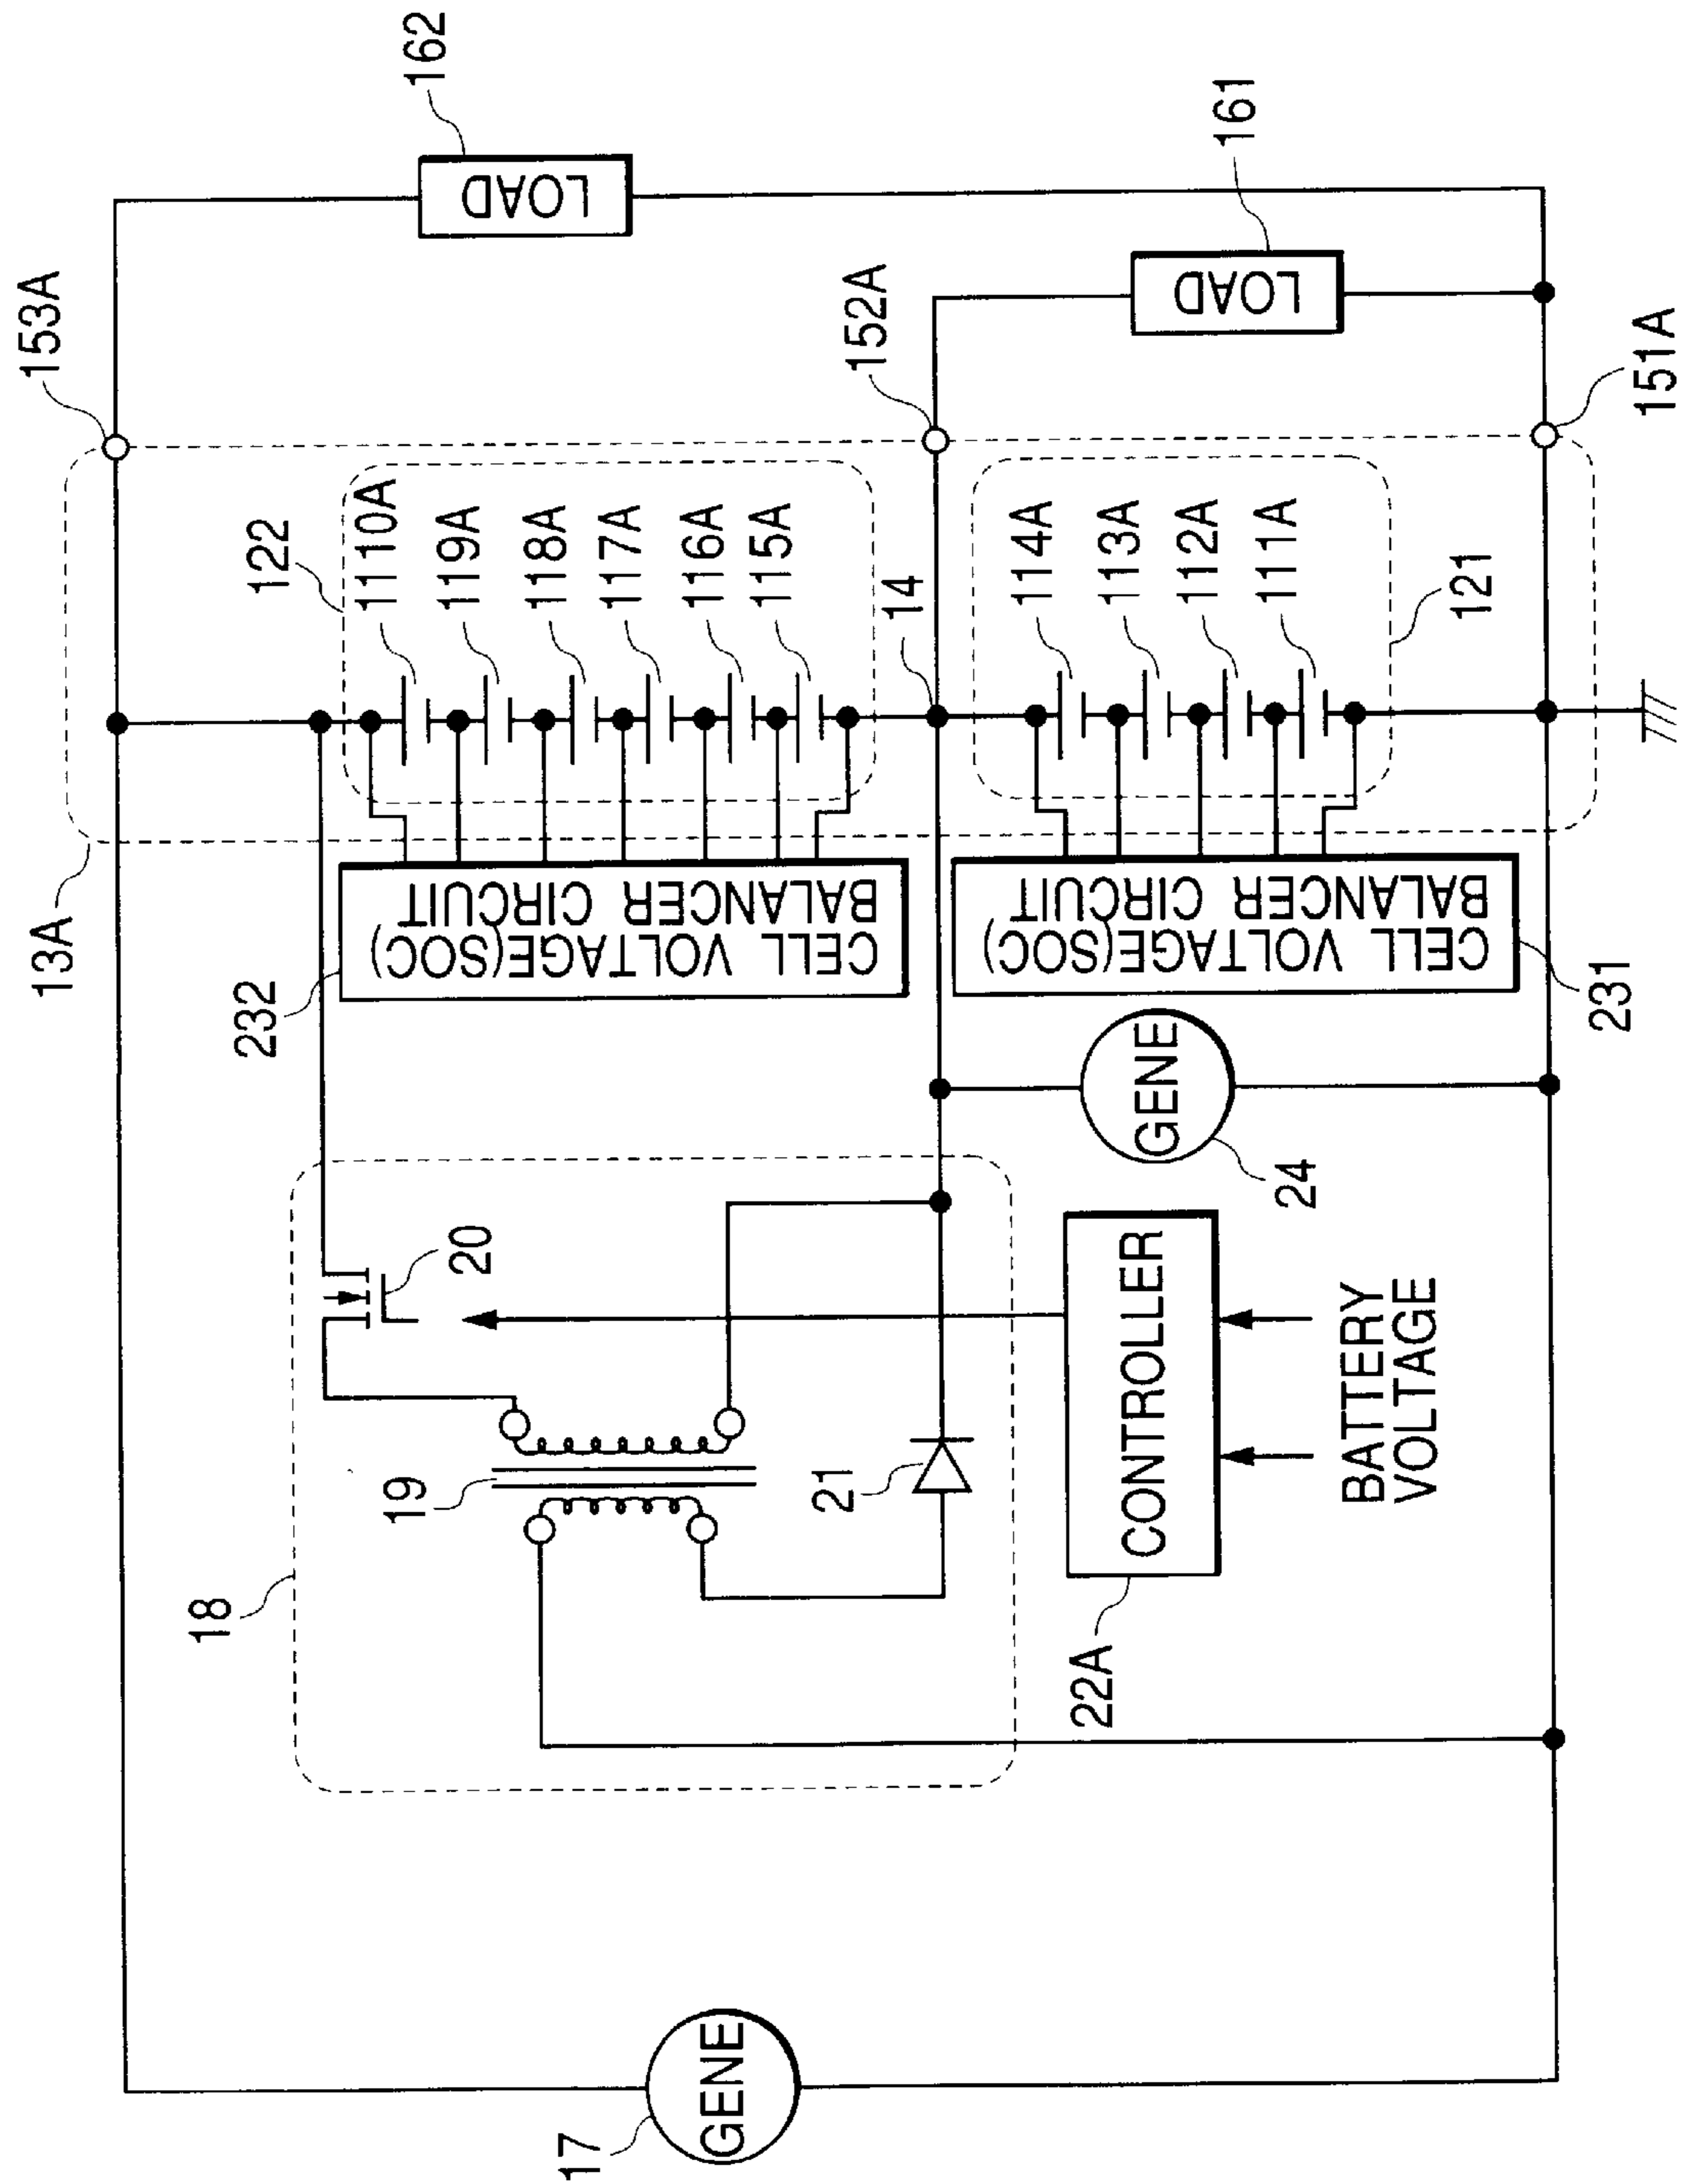 162
LOAD
161
LOAD
153A
152A
151A
122
1110A
119A
118A
117A
116A
115A
14
114A
113A
112A
111A
121
13A
232
CELL VOLTAGE(SOC)
BALANCER CIRCUIT
CELL VOLTAGE(SOC)
BALANCER CIRCUIT
231
GENE
24
20
19
21
18
CONTROLLER
22A
BATTERY
VOLTAGE
GENE
17